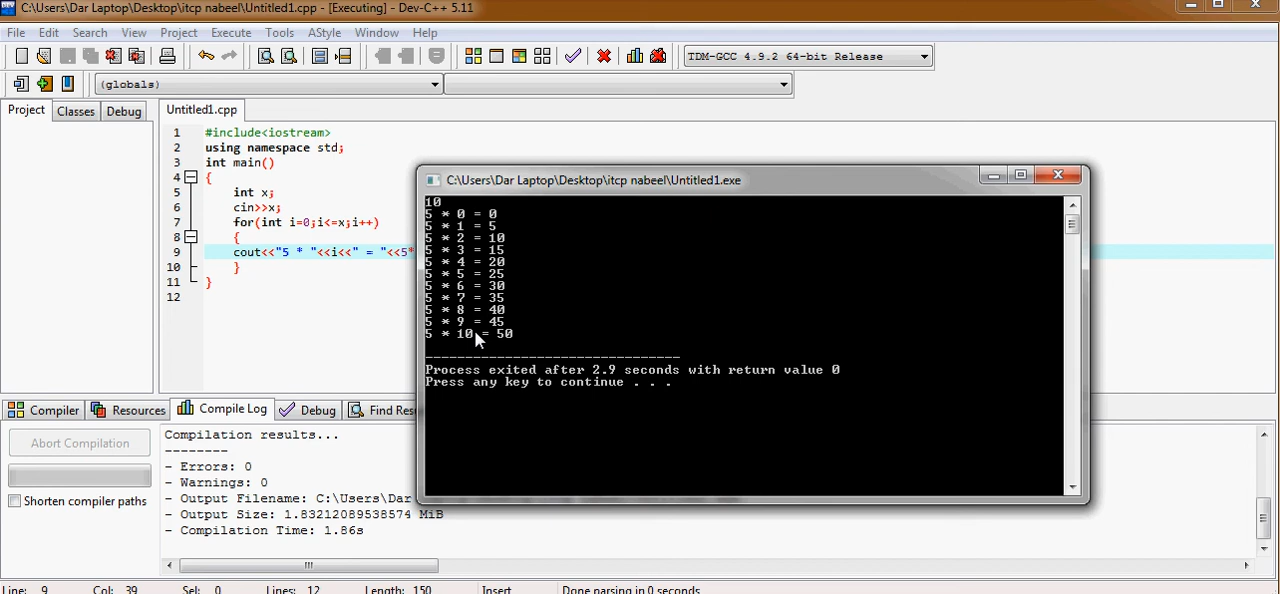 C:\Users\Dar Laptop\Desktop\itcp nabeel\Untitled1.cpp - [Executing] - Dev-C++ 5.11
File Edit Search View Project Execute Tools AStyle Window Help
TDM-GCC 4.9.2 64-bit Release
(globals)
Project Classes Debug Untitled1.cpp
1 #include<iostream>
2 using namespace std;
3 int main()
4 {
5 int x;
6 cin>>x;
7 for(int i=0;i<=x;i++)
8 {
9 cout<<"5 * "<<i<<" = "<<5*
10 }
11 }
12
C:\Users\Dar Laptop\Desktop\itcp nabeel\Untitled1.exe
10
5 * 0 = 0
5 * 1 = 5
5 * 2 = 10
5 * 3 = 15
5 * 4 = 20
5 * 5 = 25
5 * 6 = 30
5 * 7 = 35
5 * 8 = 40
5 * 9 = 45
5 * 10 = 50
--------------------------------
Process exited after 2.9 seconds with return value 0
Press any key to continue . . .
Compiler Resources Compile Log Debug Find Res
Abort Compilation
Shorten compiler paths
Compilation results...
--------
- Errors: 0
- Warnings: 0
- Output Filename: C:\Users\Dar
- Output Size: 1.83212089538574 MiB
- Compilation Time: 1.86s
Line: 9 Col: 39 Sel: 0 Lines: 12 Length: 150 Insert Done parsing in 0 seconds